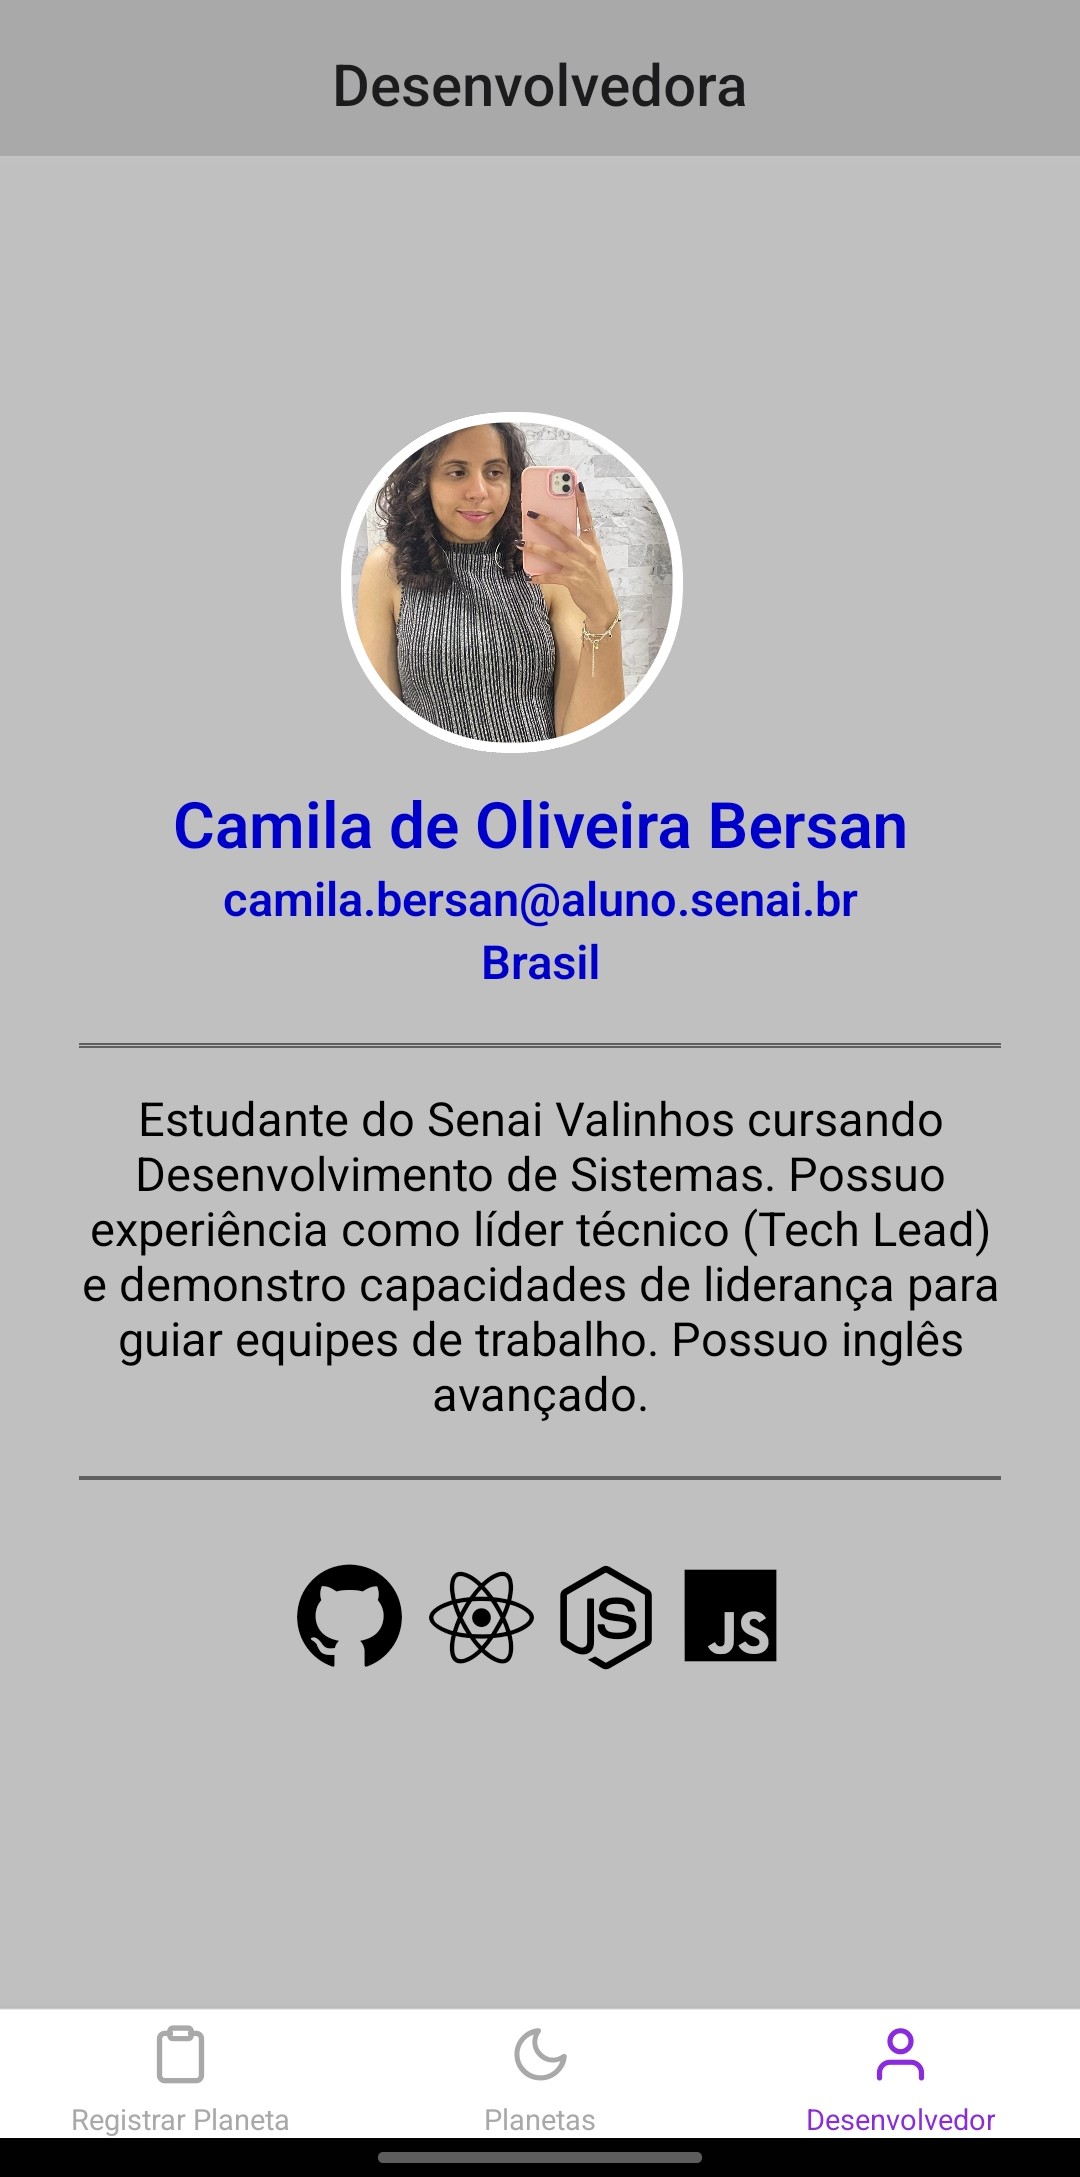 Desenvolvedora
Camila de Oliveira Bersan
camila.bersan@aluno.senai.br
Brasil
Estudante do Senai Valinhos cursando
Desenvolvimento de Sistemas. Possuo
experiência como líder técnico (Tech Lead)
e demonstro capacidades de liderança para
guiar equipes de trabalho. Possuo inglês
avançado.
JS JS
Registrar Planeta Planetas Desenvolvedor